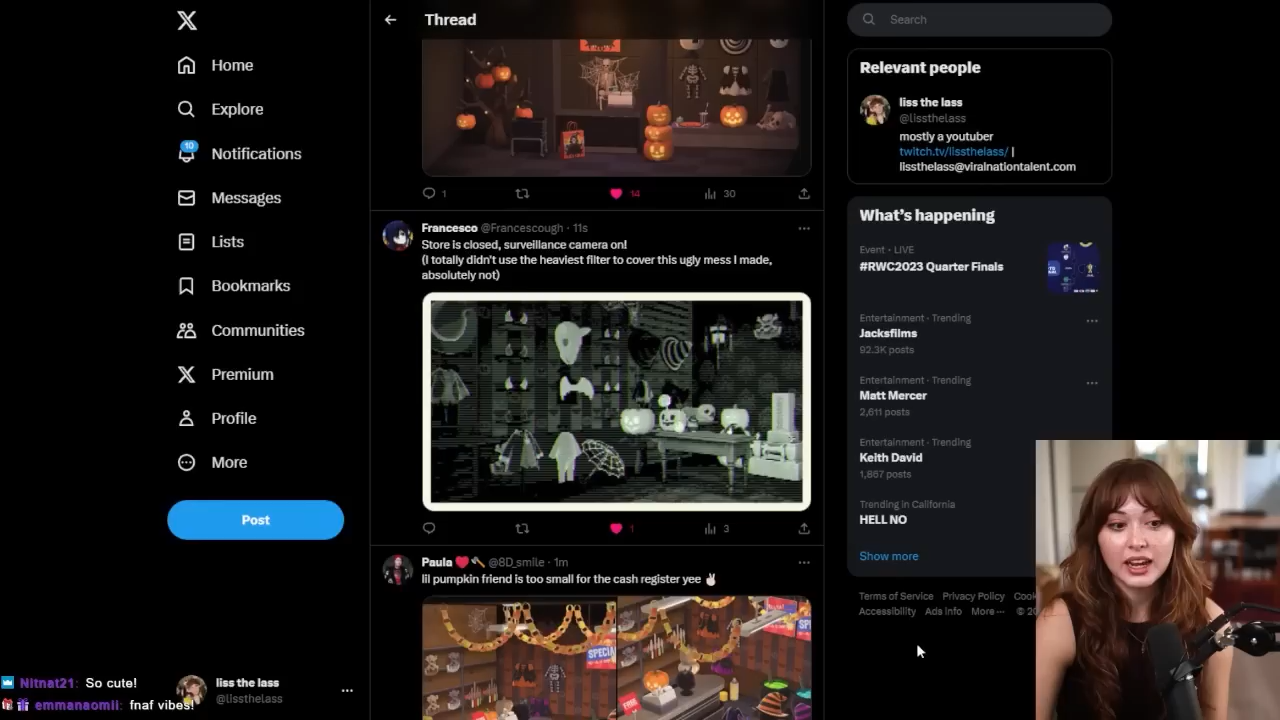 Home
Explore
10
Notifications
Messages
Lists
Bookmarks
Communities
Premium
Profile
More
Post
liss the lass
@lissthelass
Nitnat21: So cute!
emmanaomii: fnaf vibes!
Thread
1
14
30
Francesco @Francescough · 11s
Store is closed, surveillance camera on!
(I totally didn't use the heaviest filter to cover this ugly mess I made,
absolutely not)
1
3
Paula @8D_smile · 1m
lil pumpkin friend is too small for the cash register yee
SPECIA
SP
FREE
Search
Relevant people
liss the lass
@lissthelass
mostly a youtuber
twitch.tv/lissthelass/ |
lissthelass@viralnationtalent.com
What's happening
Event · LIVE
#RWC2023 Quarter Finals
Entertainment · Trending
Jacksfilms
92.3K posts
Entertainment · Trending
Matt Mercer
2,611 posts
Entertainment · Trending
Keith David
1,867 posts
Trending in California
HELL NO
Show more
Terms of Service Privacy Policy Cook
Accessibility Ads info More ··· © 20